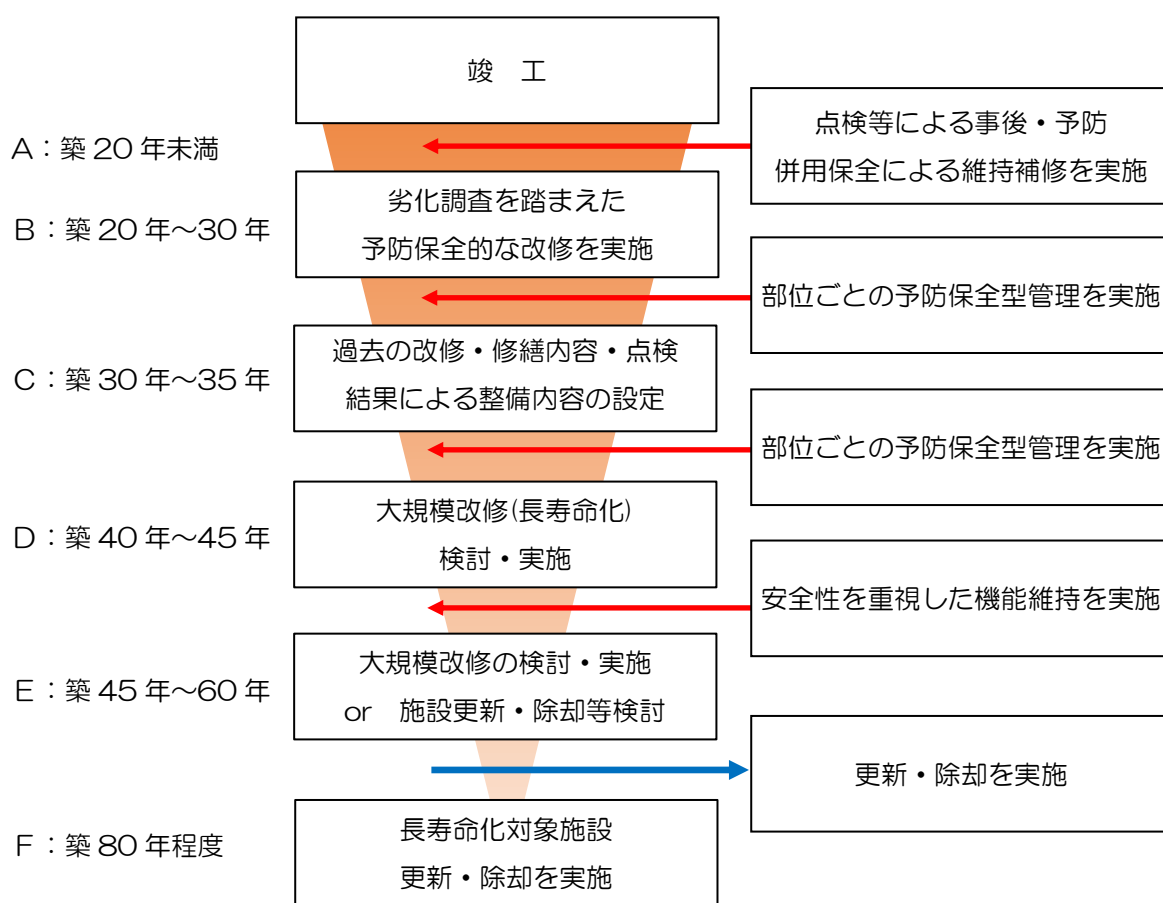 竣　工
点検等による事後・予防
併用保全による維持補修を実施
A：築 20 年未満
B：築 20 年～30 年
劣化調査を踏まえた
予防保全的な改修を実施
部位ごとの予防保全型管理を実施
C：築 30 年～35 年
過去の改修・修繕内容・点検
結果による整備内容の設定
部位ごとの予防保全型管理を実施
D：築 40 年～45 年
大規模改修(長寿命化)
検討・実施
安全性を重視した機能維持を実施
E：築 45 年～60 年
大規模改修の検討・実施
or　施設更新・除却等検討
更新・除却を実施
F：築 80 年程度
長寿命化対象施設
更新・除却を実施